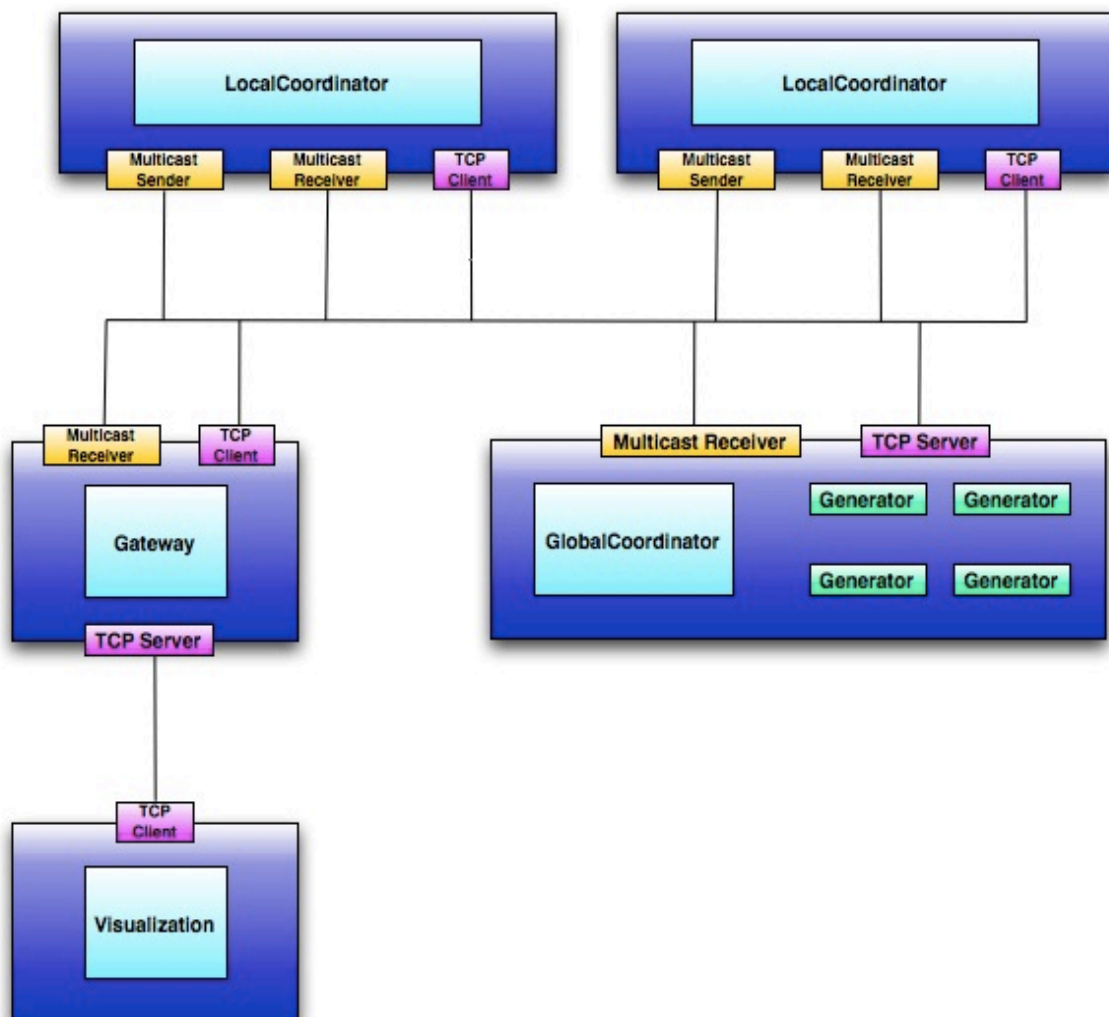 LocalCoordinator
LocalCoordinator
Multicast
Sender
Multicast
Receiver
TCP
Client
Multicast
Sender
Multicast
Receiver
TCP
Client
Multicast
Receiver
TCP
Client
Multicast Receiver
TCP Server
Gateway
GlobalCoordinator
Generator
Generator
Generator
Generator
TCP Server
TCP
Client
Visualization